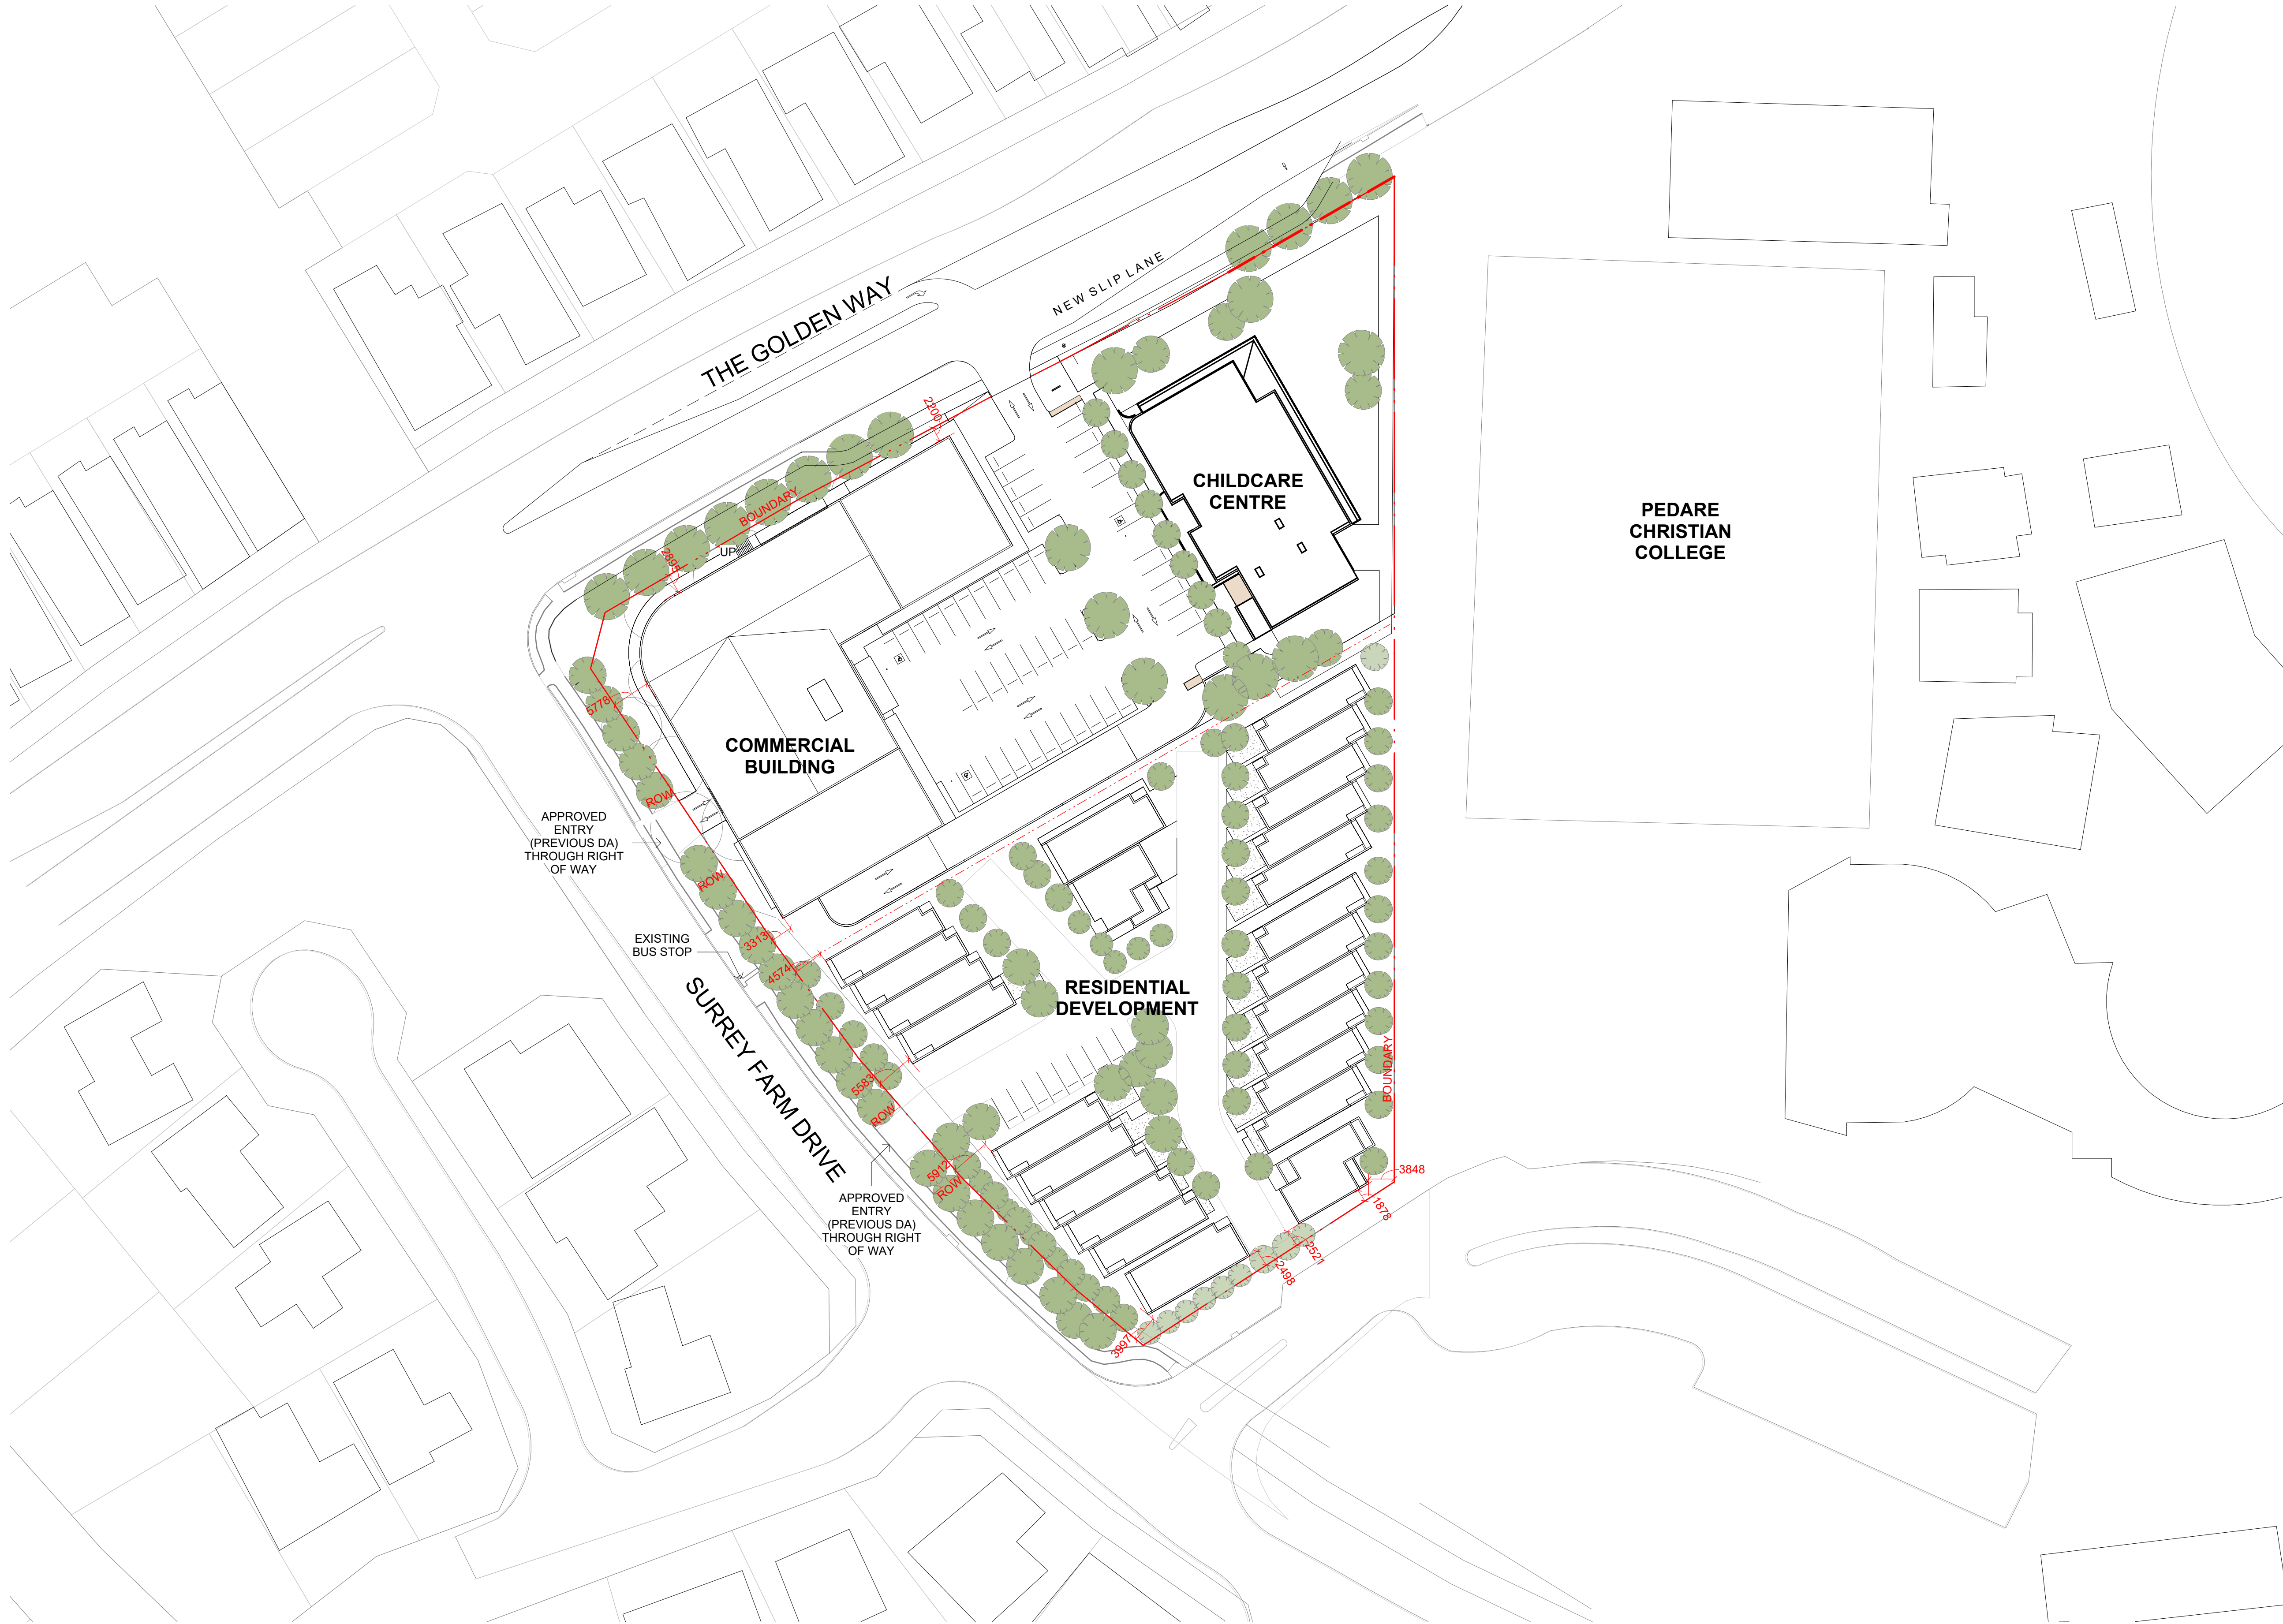 THE GOLDEN WAY
NEW SLIP LANE
2200
BOUNDARY
UP
2895
CHILDCARE
CENTRE
PEDARE
CHRISTIAN
COLLEGE
5778
COMMERCIAL
BUILDING
ROW
APPROVED
ENTRY
(PREVIOUS DA)
THROUGH RIGHT
OF WAY
ROW
EXISTING
BUS STOP
3313
4574
SURREY FARM DRIVE
RESIDENTIAL
DEVELOPMENT
5583
ROW
BOUNDARY
5912
ROW
APPROVED
ENTRY
(PREVIOUS DA)
THROUGH RIGHT
OF WAY
3848
1878
2521
2498
3997